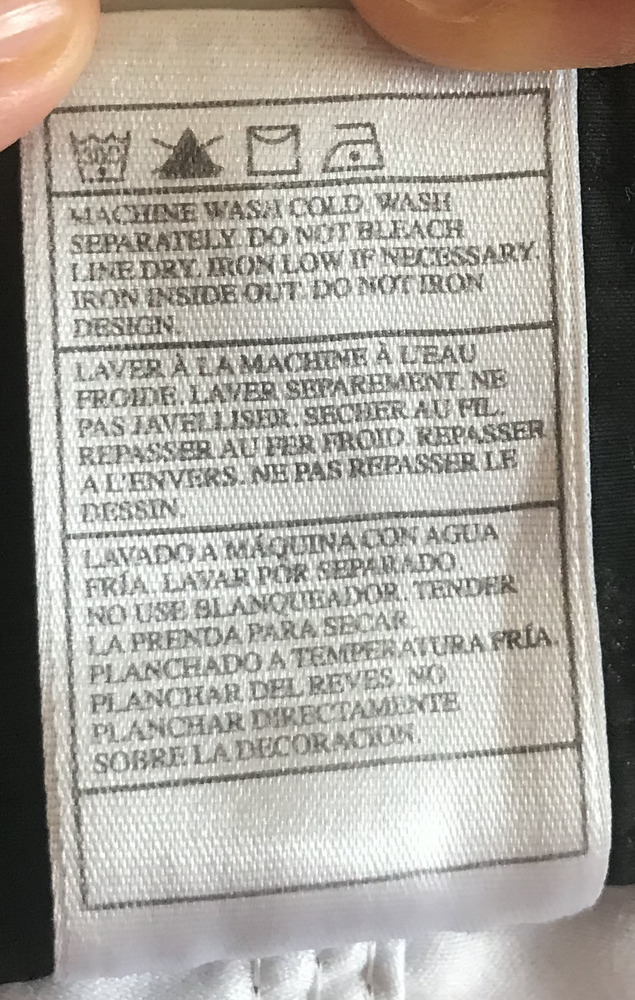 30C
MACHINE WASH COLD. WASH
SEPARATELY. DO NOT BLEACH
LINE DRY. IRON LOW IF NECESSARY.
IRON INSIDE OUT. DO NOT IRON
DESIGN.
LAVER À LA MACHINE À L'EAU
FROIDE. LAVER SEPAREMENT. NE
PAS JAVELLISER. SECHER AU FIL.
REPASSER AU FER FROID. REPASSER
A L'ENVERS. NE PAS REPASSER LE
DESSIN.
LAVADO A MÁQUINA CON AGUA
FRÍA. LAVAR POR SEPARADO.
NO USE BLANQUEADOR. TENDER
LA PRENDA PARA SECAR.
PLANCHADO A TEMPERATURA FRÍA.
PLANCHAR DEL REVES. NO
PLANCHAR DIRECTAMENTE
SOBRE LA DECORACION.